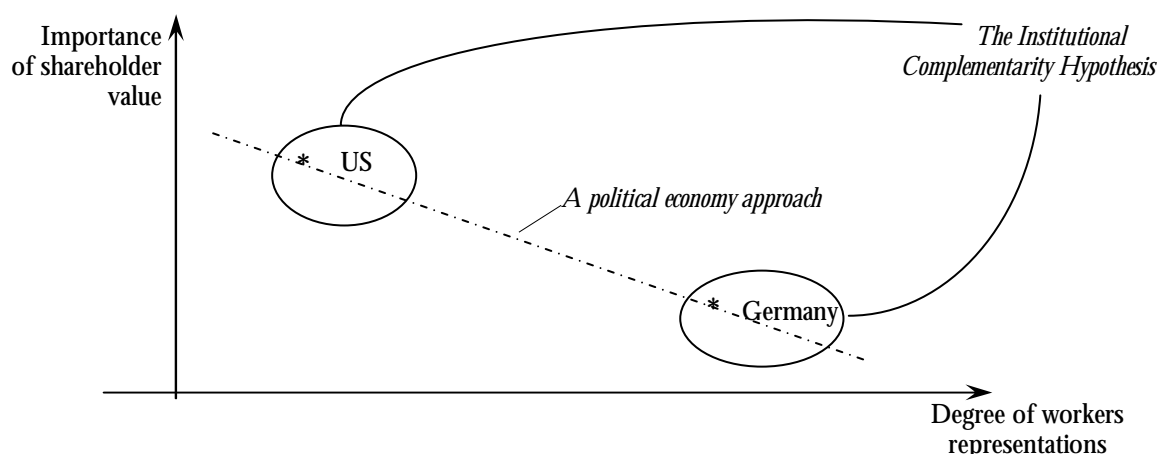 Importance
of shareholder
value
The Institutional
Complementarity Hypothesis
* US
A political economy approach
* Germany
Degree of workers
representations